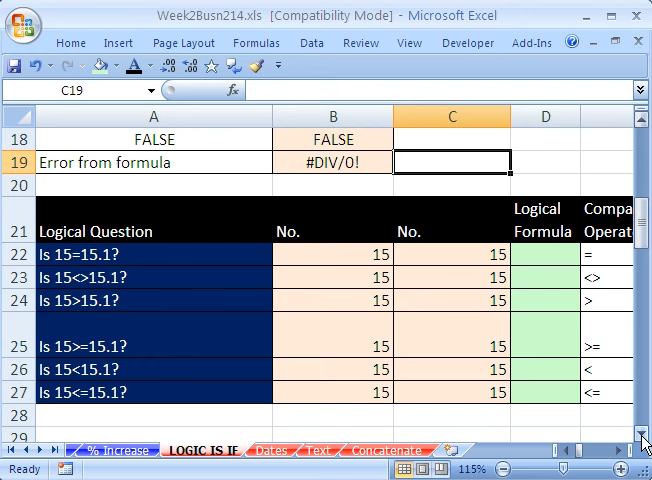 Week2Busn214.xls [Compatibility Mode] - Microsoft Excel
Home Insert Page Layout Formulas Data Review View Developer Add-Ins
C19 fx
A B C D
18 FALSE FALSE
19 Error from formula #DIV/0!
20
21 Logical Question No. No. Logical Formula Compa Operat
22 Is 15=15.1? 15 15 =
23 Is 15<>15.1? 15 15 <>
24 Is 15>15.1? 15 15 >
25 Is 15>=15.1? 15 15 >=
26 Is 15<15.1? 15 15 <
27 Is 15<=15.1? 15 15 <=
28
29
% Increase LOGIC IS IF Dates Text Concatenate
Ready 115%